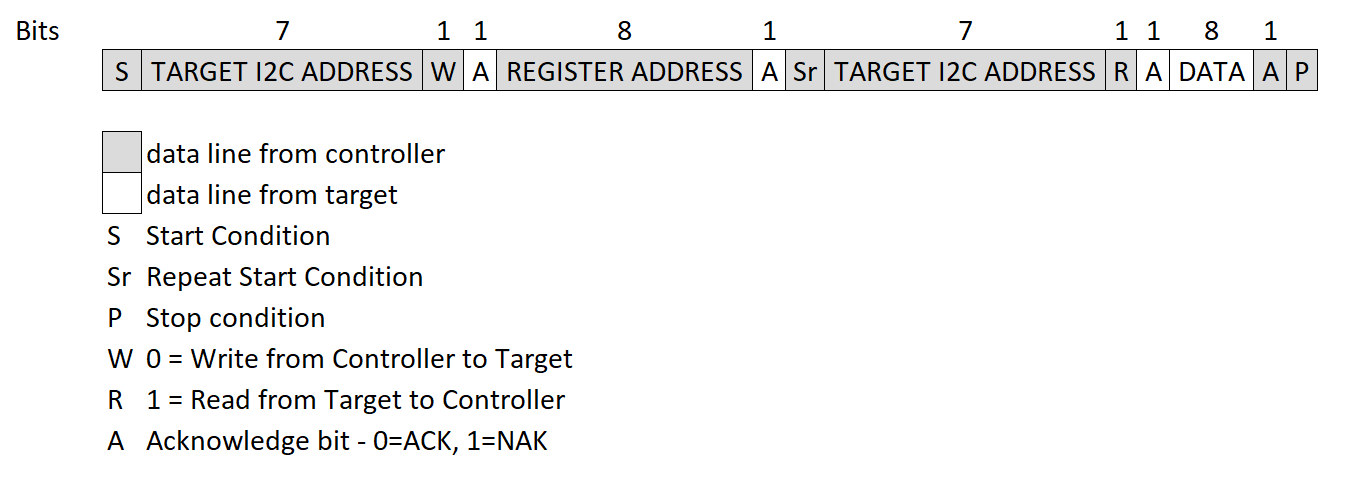 Bits 7 1 1 8 1 7 1 1 8 1
S TARGET I2C ADDRESS W A REGISTER ADDRESS A Sr TARGET I2C ADDRESS R A DATA A P
data line from controller
data line from target
S Start Condition
Sr Repeat Start Condition
P Stop condition
W 0 = Write from Controller to Target
R 1 = Read from Target to Controller
A Acknowledge bit - 0=ACK, 1=NAK